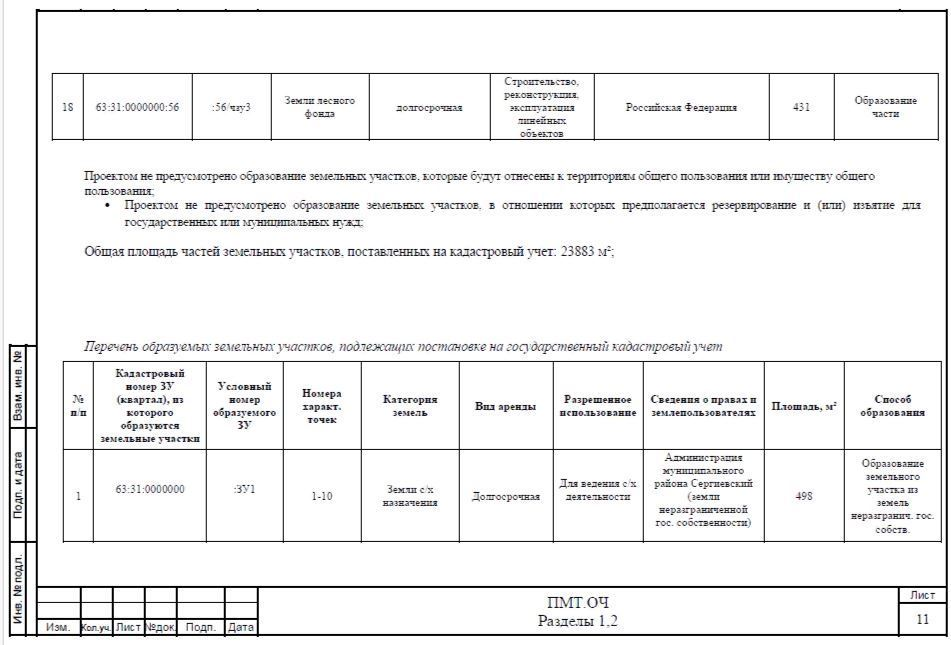 18
63:31:0000000:56
:56/чзу3
Земли лесного
фонда
долгосрочная
Строительство,
реконструкция,
эксплуатация
линейных
объектов
Российская Федерация
431
Образование
части
Проектом не предусмотрено образование земельных участков, которые будут отнесены к территориям общего пользования или имуществу общего
пользования;
• Проектом не предусмотрено образование земельных участков, в отношении которых предполагается резервирование и (или) изъятие для
государственных или муниципальных нужд;
Общая площадь частей земельных участков, поставленных на кадастровый учет: 23883 м²;
Перечень образуемых земельных участков, подлежащих постановке на государственный кадастровый учет
№
п/п
Кадастровый
номер ЗУ
(квартал), из
которого
образуются
земельные участки
Условный
номер
образуемого
ЗУ
Номера
характ.
точек
Категория
земель
Вид аренды
Разрешенное
использование
Сведения о правах и
землепользователях
Площадь, м²
Способ
образования
1
63:31:0000000
:ЗУ1
1-10
Земли с/х
назначения
Долгосрочная
Для ведения с/х
деятельности
Администрация
муниципального
района Сергиевский
(земли
неразграниченной
гос. собственности)
498
Образование
земельного
участка из
земель
неразгранич. гос.
собств.
Взам. инв. №
Подп. и дата
Инв. № подл.
Изм.
Кол.уч.
Лист
№док.
Подп.
Дата
ПМТ.ОЧ
Разделы 1,2
Лист
11